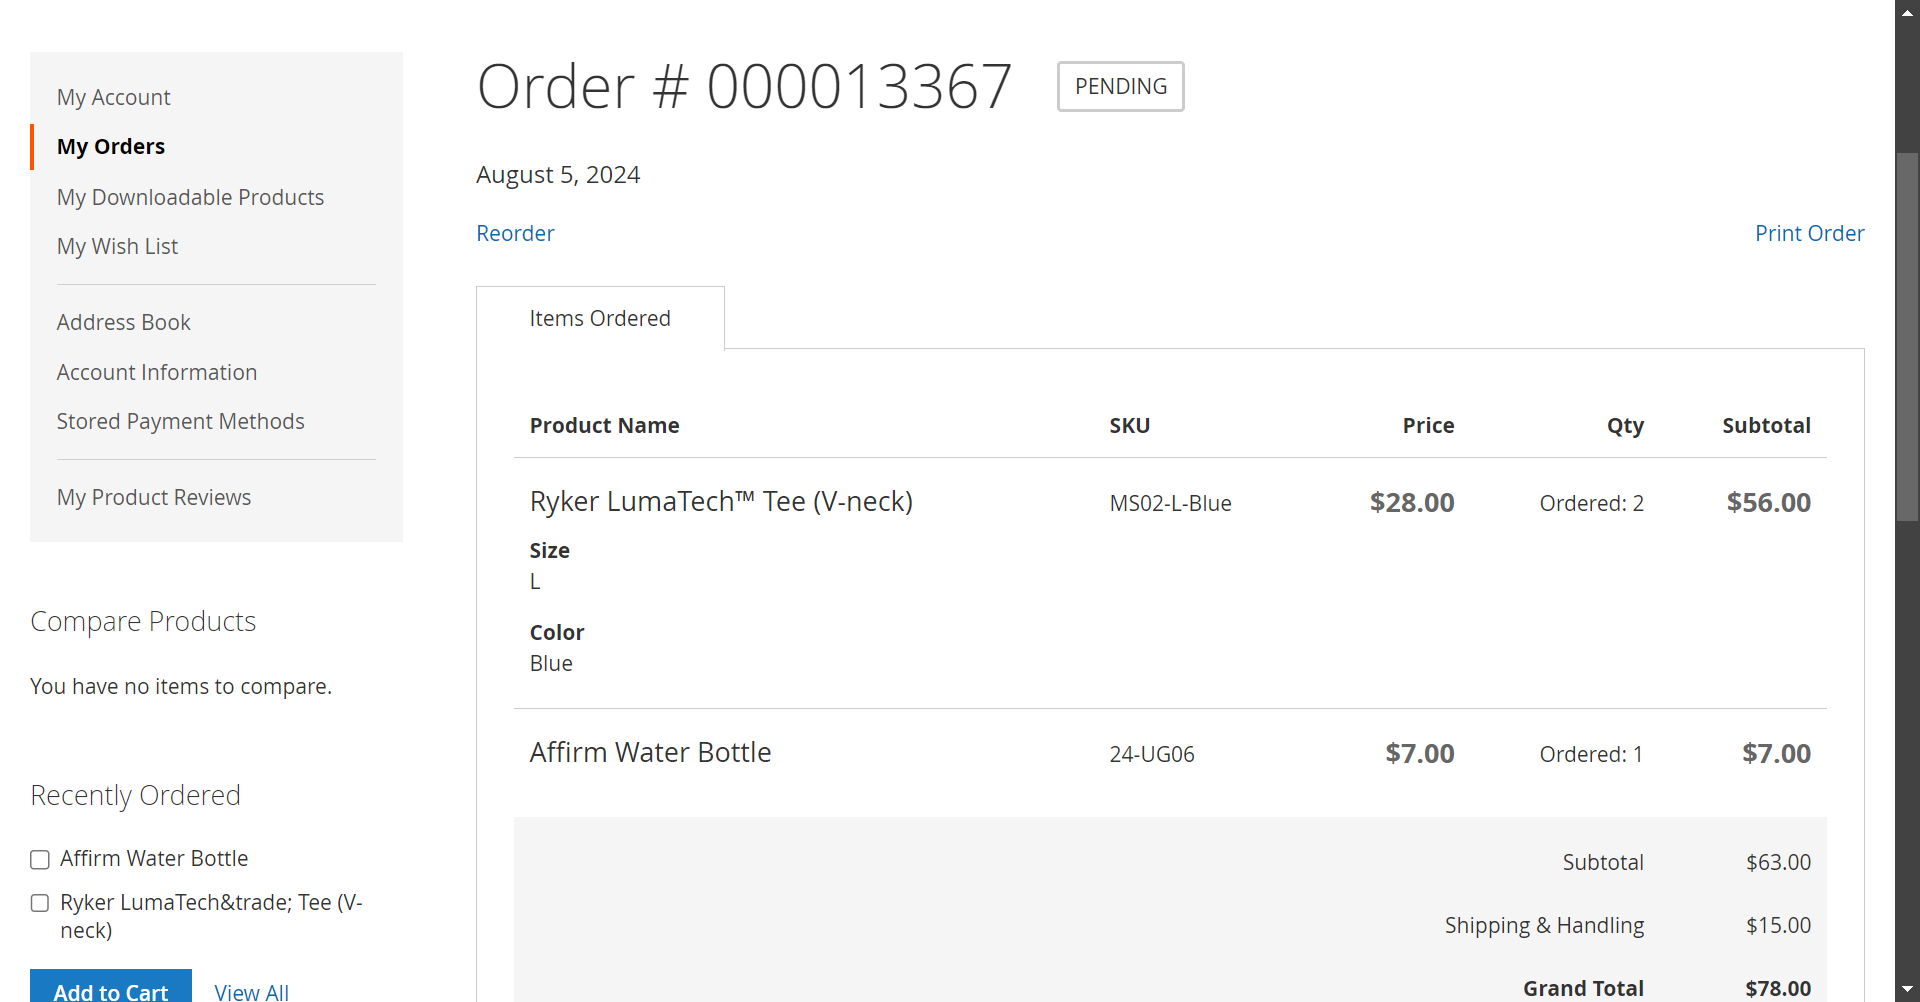 My Account
My Orders
My Downloadable Products
My Wish List
Address Book
Account Information
Stored Payment Methods
My Product Reviews
Compare Products
You have no items to compare.
Recently Ordered
Affirm Water Bottle
Ryker LumaTech&trade; Tee (V-
neck)
Add to Cart View All
Order # 000013367 PENDING
August 5, 2024
Reorder Print Order
Items Ordered
Product Name SKU Price Qty Subtotal
Ryker LumaTech™ Tee (V-neck) MS02-L-Blue $28.00 Ordered: 2 $56.00
Size
L
Color
Blue
Affirm Water Bottle 24-UG06 $7.00 Ordered: 1 $7.00
Subtotal $63.00
Shipping & Handling $15.00
Grand Total $78.00